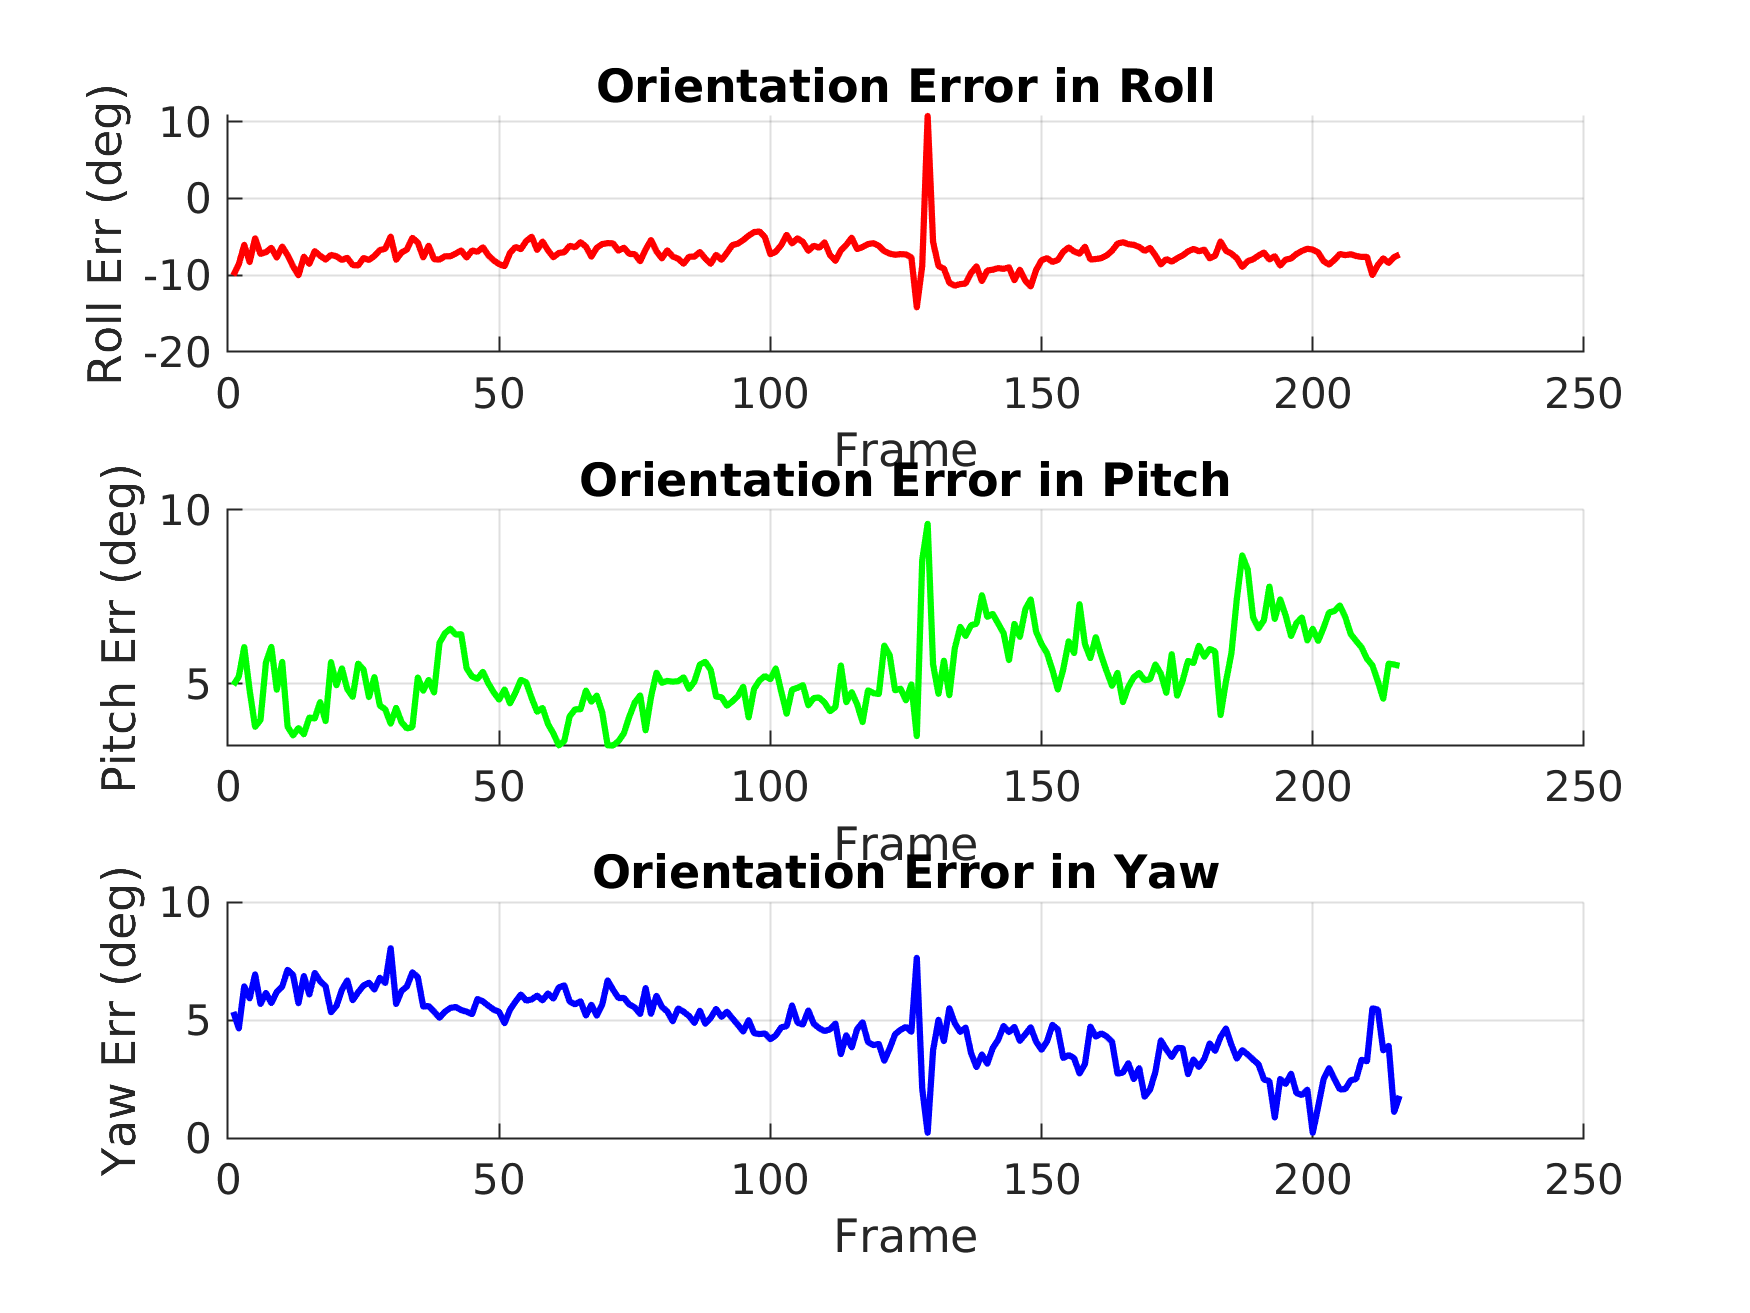 Orientation Error in Roll
Roll Err (deg)
10
0
-10
-20
0 50 100 150 200 250
Frame
Orientation Error in Pitch
Pitch Err (deg)
10
5
0 50 100 150 200 250
Frame
Orientation Error in Yaw
Yaw Err (deg)
10
5
0
0 50 100 150 200 250
Frame